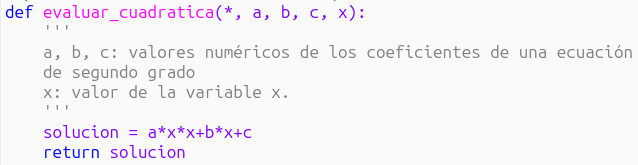 def evaluar_cuadratica(*, a, b, c, x):
    '''
    a, b, c: valores numéricos de los coeficientes de una ecuación
    de segundo grado
    x: valor de la variable x.
    '''
    solucion = a*x*x+b*x+c
    return solucion